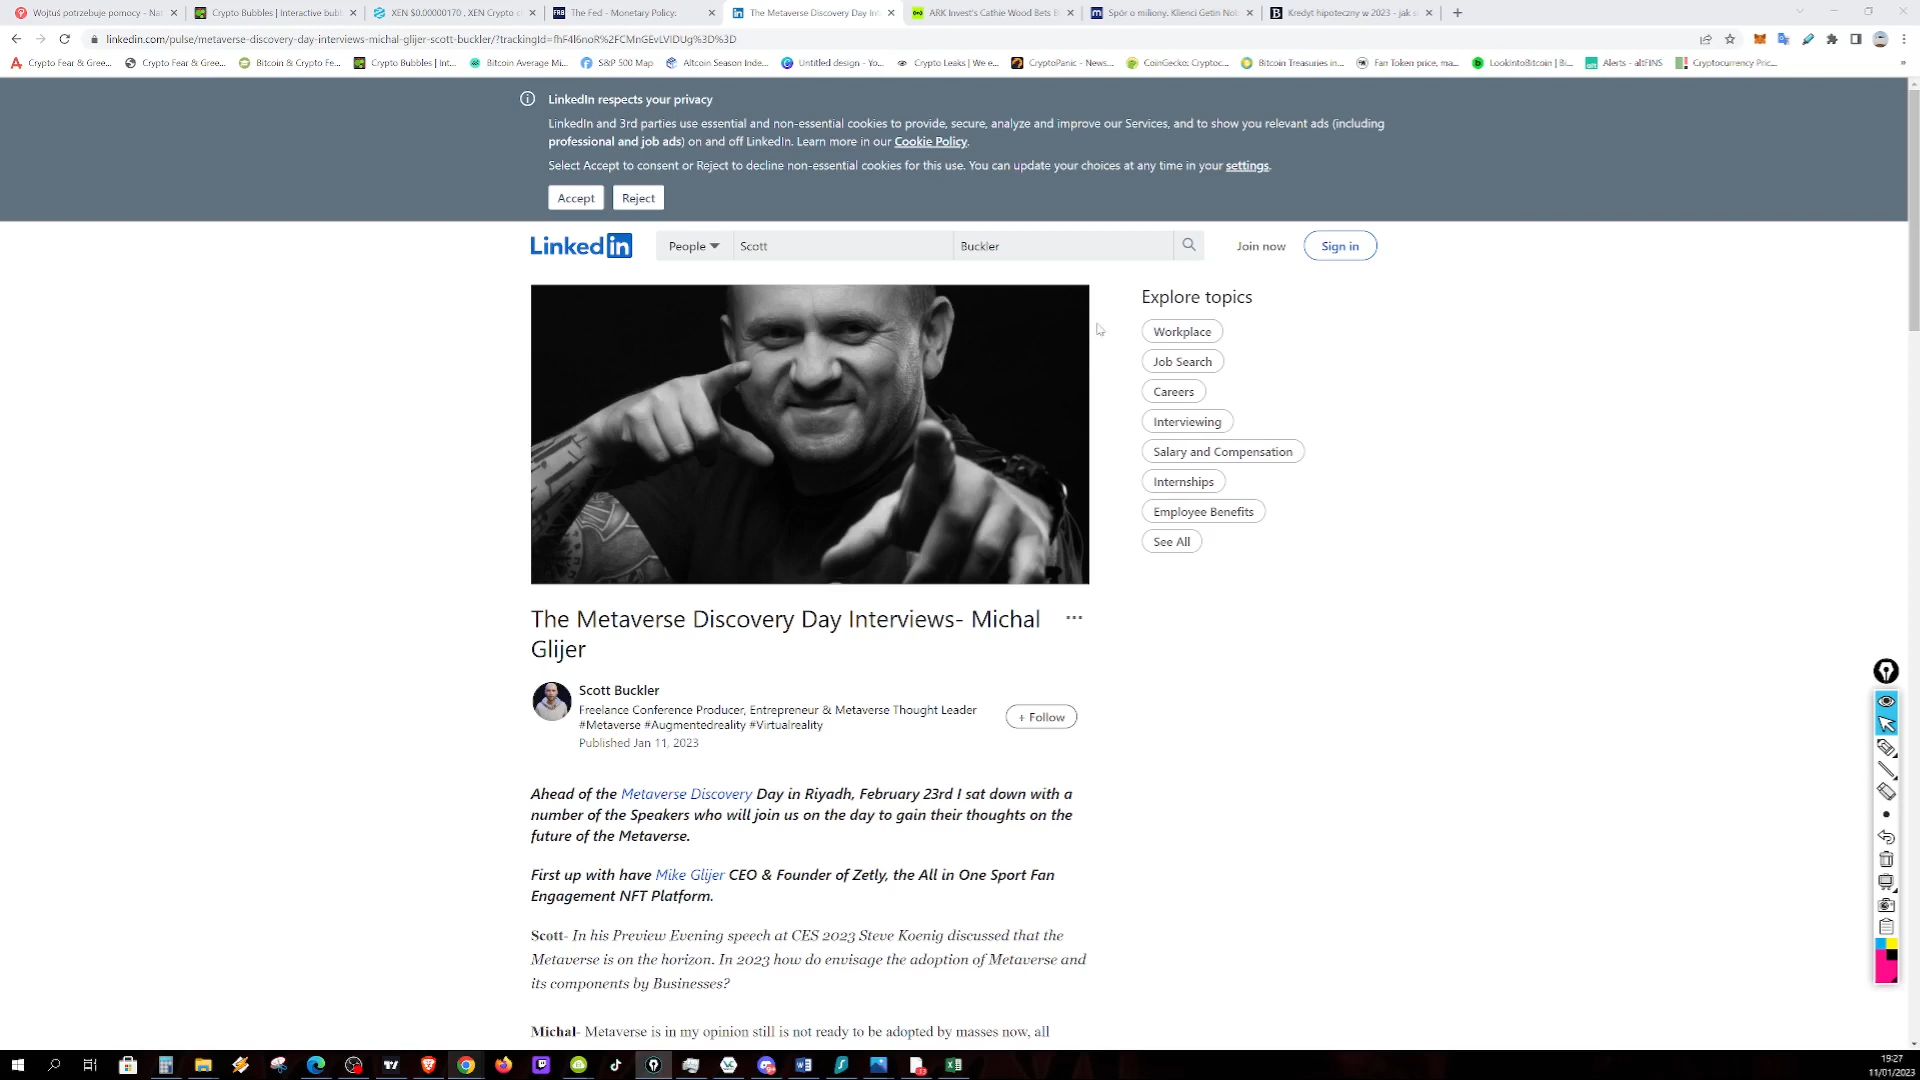 Wojtuś potrzebuje pomocy - Nat
Crypto Bubbles | Interactive bubb
XEN $0.00000170 , XEN Crypto c
The Fed - Monetary Policy:
The Metaverse Discovery Day Int
ARK Invest's Cathie Wood Bets B
Spór o miliony. Klienci Getin Nob
Kredyt hipoteczny w 2023 - jak s
linkedin.com/pulse/metaverse-discovery-day-interviews-michal-glijer-scott-buckler/?trackingId=fhF4l6noR%2FCMnGEvLVIDUg%3D%3D
Crypto Fear & Gree...
Crypto Fear & Gree...
Bitcoin & Crypto Fe...
Crypto Bubbles | Int...
Bitcoin Average Mi...
S&P 500 Map
Altcoin Season Inde...
Untitled design - Yo...
Crypto Leaks | We e...
CryptoPanic - News...
CoinGecko: Cryptoc...
Bitcoin Treasuries in...
Fan Token price, ma...
LookIntoBitcoin | Bi...
Alerts - altFINS
Cryptocurrency Pric...
LinkedIn respects your privacy
LinkedIn and 3rd parties use essential and non-essential cookies to provide, secure, analyze and improve our Services, and to show you relevant ads (including
professional and job ads) on and off LinkedIn. Learn more in our Cookie Policy.
Select Accept to consent or Reject to decline non-essential cookies for this use. You can update your choices at any time in your settings.
Accept Reject
LinkedIn People Scott Buckler Join now Sign in
Explore topics
Workplace
Job Search
Careers
Interviewing
Salary and Compensation
Internships
Employee Benefits
See All
The Metaverse Discovery Day Interviews- Michal
Glijer
Scott Buckler
Freelance Conference Producer, Entrepreneur & Metaverse Thought Leader
#Metaverse #Augmentedreality #Virtualreality
+ Follow
Published Jan 11, 2023
Ahead of the Metaverse Discovery Day in Riyadh, February 23rd I sat down with a
number of the Speakers who will join us on the day to gain their thoughts on the
future of the Metaverse.
First up with have Mike Glijer CEO & Founder of Zetly, the All in One Sport Fan
Engagement NFT Platform.
Scott- In his Preview Evening speech at CES 2023 Steve Koenig discussed that the
Metaverse is on the horizon. In 2023 how do envisage the adoption of Metaverse and
its components by Businesses?
Michal- Metaverse is in my opinion still is not ready to be adopted by masses now, all
19:27
11/01/2023